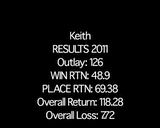 Keith
RESULTS 2011
Outlay: 126
WIN RTN: 48.9
PLACE RTN: 69.38
Overall Return: 118.28
Overall Loss: 7.72